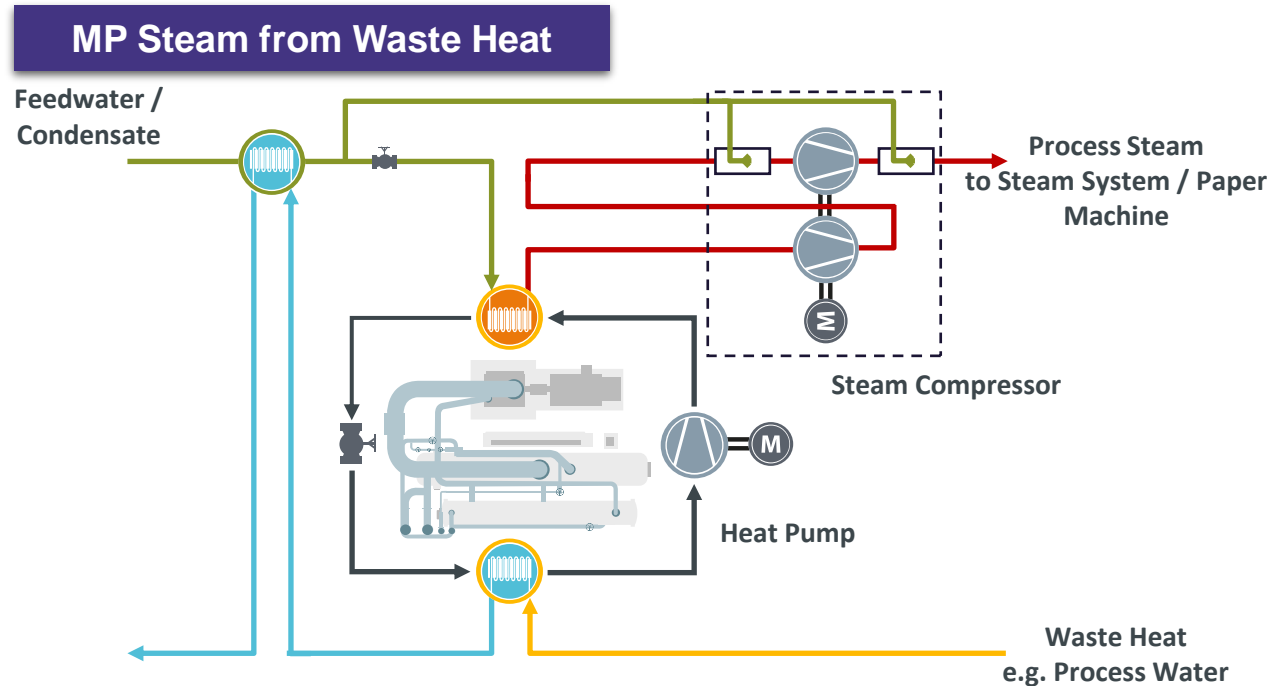 MP Steam from Waste Heat
Feedwater /
Condensate
Process Steam
to Steam System / Paper
Machine
M
Steam Compressor
M
Heat Pump
Waste Heat
e.g. Process Water